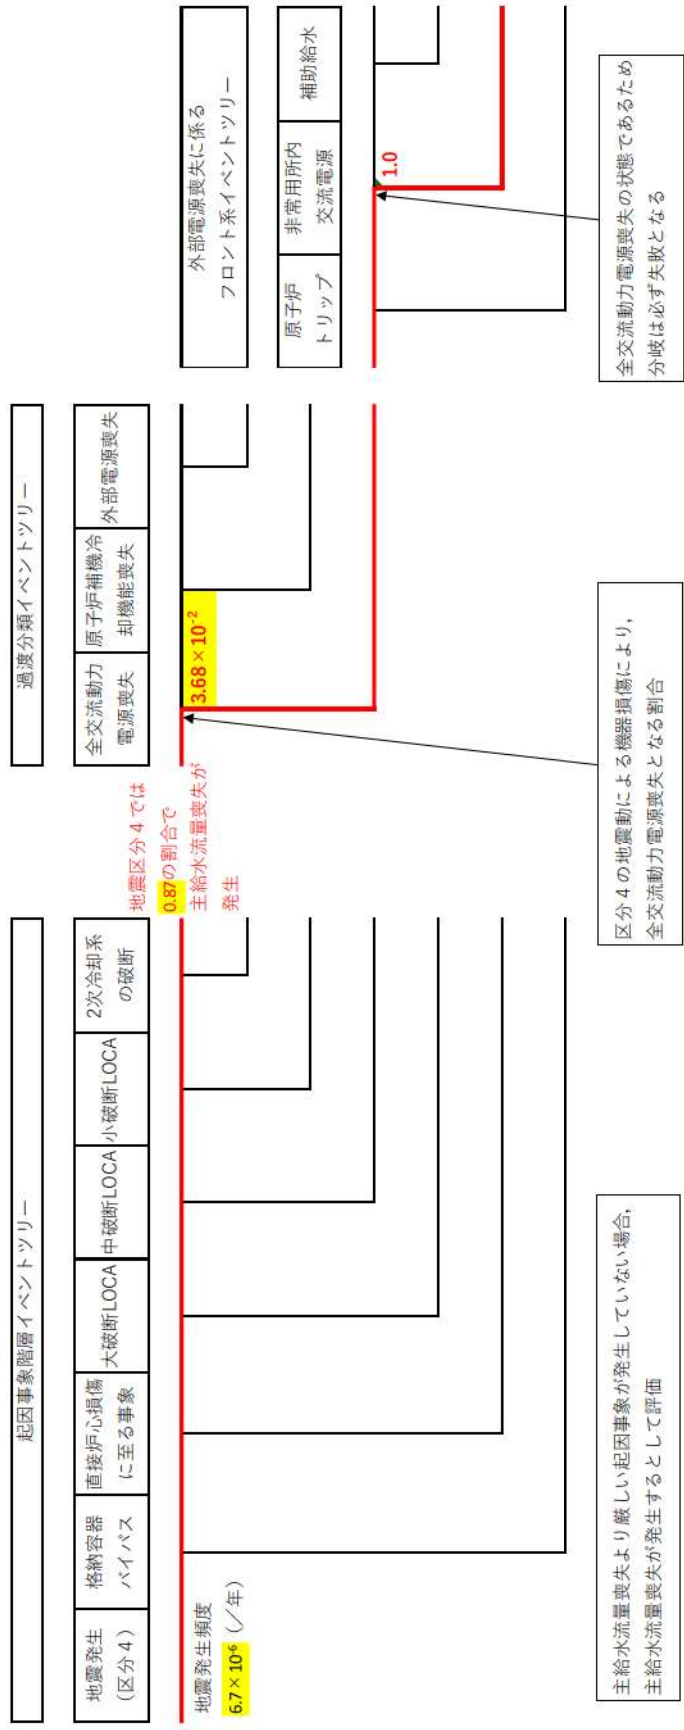 起因事象階層イベントツリー
地震発生
(区分4)
格納容器
バイパス
直接炉心損傷
に至る事象
大破断LOCA
中破断LOCA
小破断LOCA
2次冷却系
の破断
地震発生頻度
6.7×10⁻⁶ (/年)
地震区分4では
0.87の割合で
主給水流量喪失が
発生
主給水流量喪失より厳しい起因事象が発生していない場合,
主給水流量喪失が発生するとして評価
過渡分類イベントツリー
全交流動力
電源喪失
原子炉補機冷
却機能喪失
外部電源喪失
3.68×10⁻²
区分4の地震動による機器損傷により,
全交流動力電源喪失となる割合
外部電源喪失に係る
フロント系イベントツリー
原子炉
トリップ
非常用所内
交流電源
補助給水
1.0
全交流動力電源喪失の状態であるため
分岐は必ず失敗となる